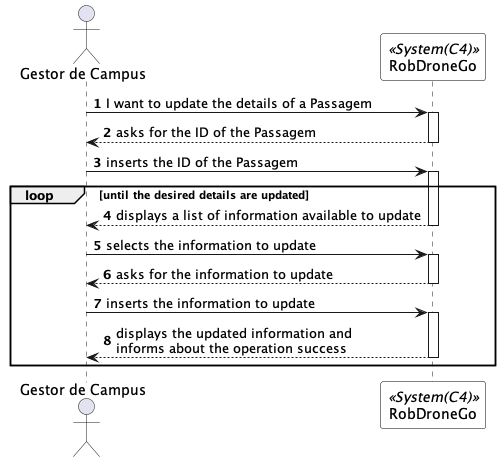 Gestor de Campus
«System(C4)»
RobDroneGo
1 I want to update the details of a Passagem
2 asks for the ID of the Passagem
3 inserts the ID of the Passagem
loop [until the desired details are updated]
4 displays a list of information available to update
5 selects the information to update
6 asks for the information to update
7 inserts the information to update
8 displays the updated information and
informs about the operation success
Gestor de Campus
«System(C4)»
RobDroneGo